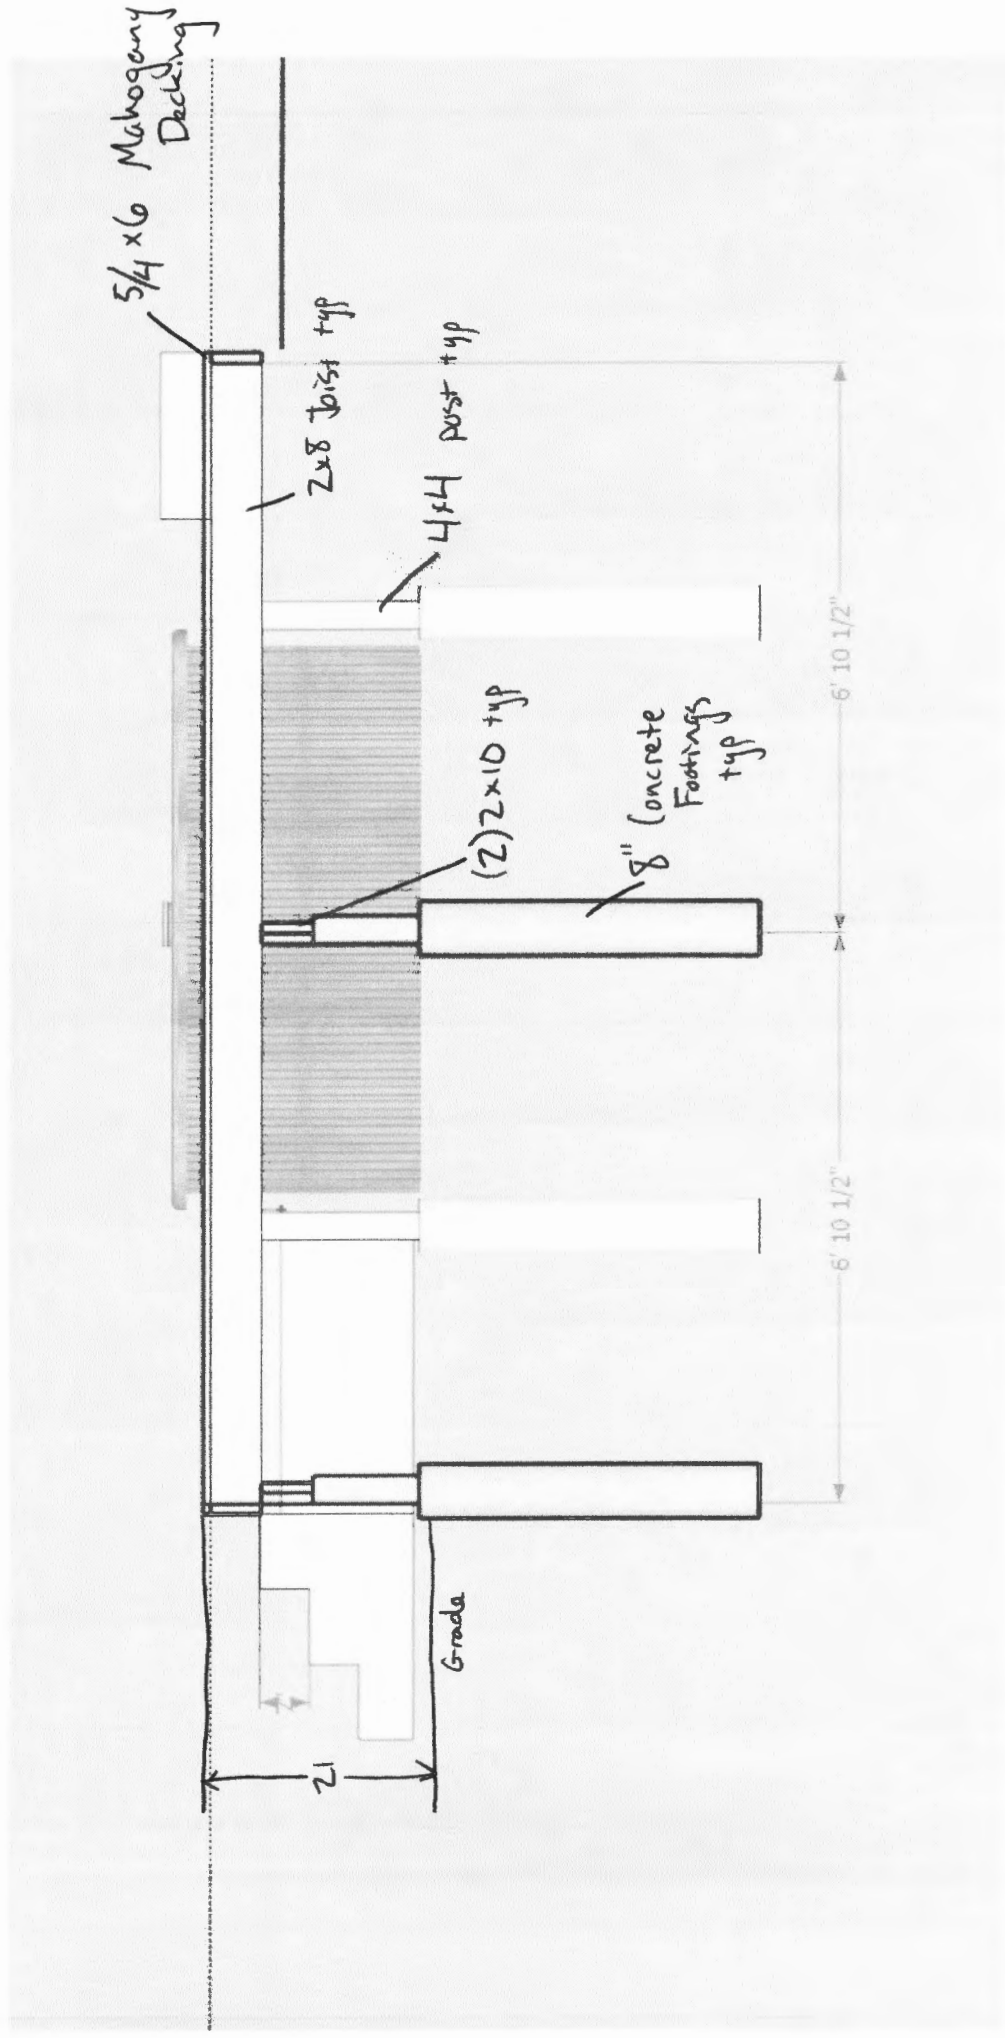 5/4 x6 Mahogany
Decking
2x8 Joist typ
4x4 post typ
(2) 2x10 typ
8" Concrete
Footings
typ
6' 10 1/2"
6' 10 1/2"
Grade
21